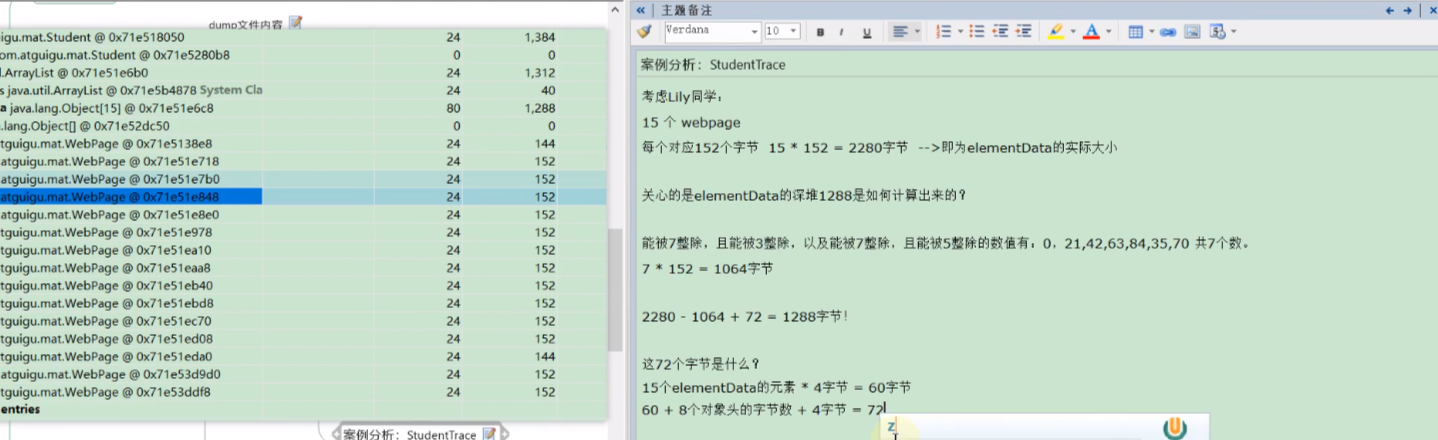 dump文件内容
igu.mat.Student @ 0x71e518050 24 1,384
om.atguigu.mat.Student @ 0x71e5280b8 0 0
l.ArrayList @ 0x71e51e6b0 24 1,312
s java.util.ArrayList @ 0x71e5b4878 System Cla 24 40
a java.lang.Object[15] @ 0x71e51e6c8 80 1,288
.lang.Object[] @ 0x71e52dc50 0 0
tguigu.mat.WebPage @ 0x71e5138e8 24 144
atguigu.mat.WebPage @ 0x71e51e718 24 152
atguigu.mat.WebPage @ 0x71e51e7b0 24 152
atguigu.mat.WebPage @ 0x71e51e848 24 152
atguigu.mat.WebPage @ 0x71e51e8e0 24 152
tguigu.mat.WebPage @ 0x71e51e978 24 152
tguigu.mat.WebPage @ 0x71e51ea10 24 152
tguigu.mat.WebPage @ 0x71e51eaa8 24 152
tguigu.mat.WebPage @ 0x71e51eb40 24 152
tguigu.mat.WebPage @ 0x71e51ebd8 24 152
tguigu.mat.WebPage @ 0x71e51ec70 24 152
tguigu.mat.WebPage @ 0x71e51ed08 24 152
tguigu.mat.WebPage @ 0x71e51eda0 24 144
tguigu.mat.WebPage @ 0x71e53d9d0 24 152
tguigu.mat.WebPage @ 0x71e53ddf8 24 152
entries
案例分析：StudentTrace
主题备注
Verdana 10 B I U A
案例分析：StudentTrace
考虑Lily同学：
15 个 webpage
每个对应152个字节 15 * 152 = 2280字节 -->即为elementData的实际大小
关心的是elementData的深堆1288是如何计算出来的？
能被7整除，且能被3整除，以及能被7整除，且能被5整除的数值有：0，21,42,63,84,35,70 共7个数。
7 * 152 = 1064字节
2280 - 1064 + 72 = 1288字节！
这72个字节是什么？
15个elementData的元素 * 4字节 = 60字节
60 + 8个对象头的字节数 + 4字节 = 72
z